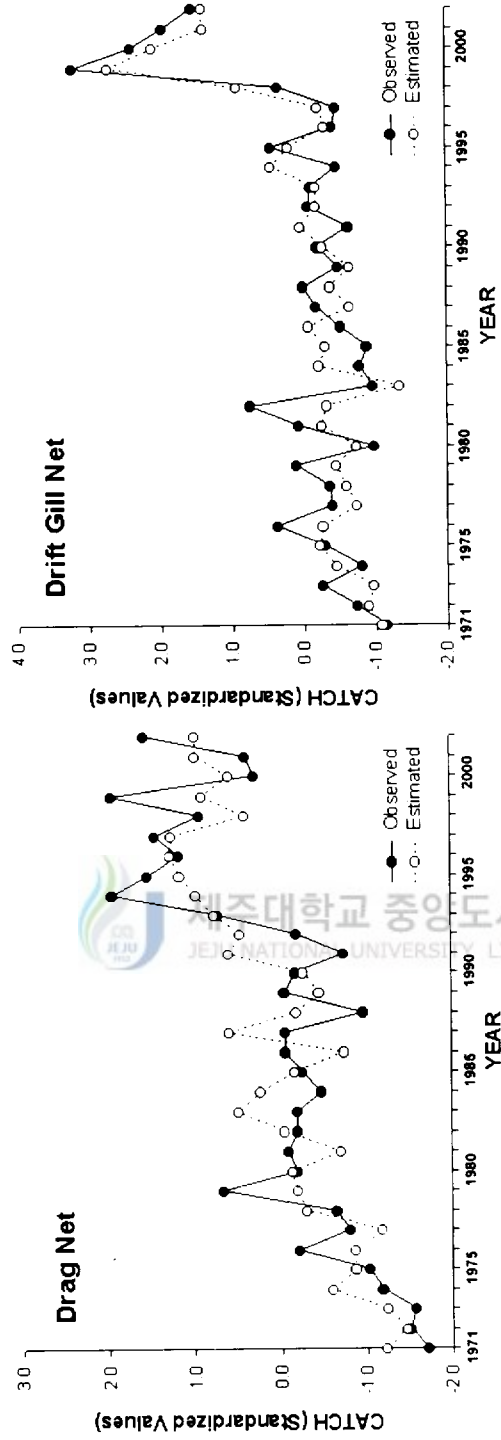 Drag Net
CATCH (Standardized Values)
3.0
2.0
1.0
0.0
-1.0
-2.0
Observed
Estimated
1971
1975
1980
1985
1990
1995
2000
YEAR
Drift Gill Net
CATCH (Standardized Values)
4.0
3.0
2.0
1.0
0.0
-1.0
-2.0
Observed
Estimated
1971
1975
1980
1985
1990
1995
2000
YEAR
JEJU
1952
제주대학교 중앙도
JEJU NATIONAL UNIVERSITY